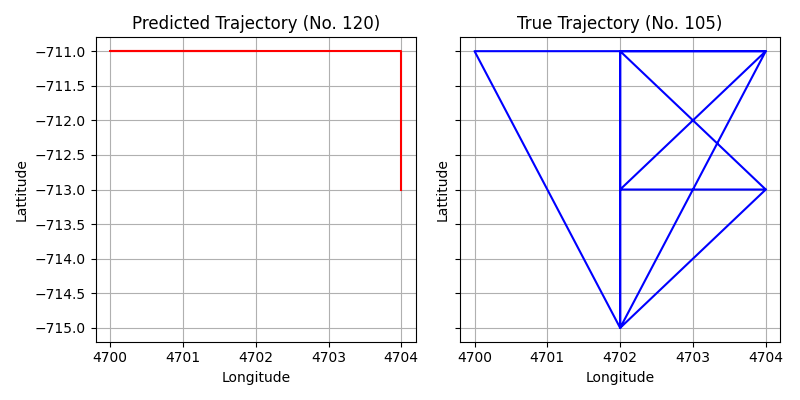 Predicted Trajectory (No. 120)
True Trajectory (No. 105)
Lattitude
−711.0
−711.5
−712.0
−712.5
−713.0
−713.5
−714.0
−714.5
−715.0
4700 4701 4702 4703 4704
Longitude
Lattitude
4700 4701 4702 4703 4704
Longitude